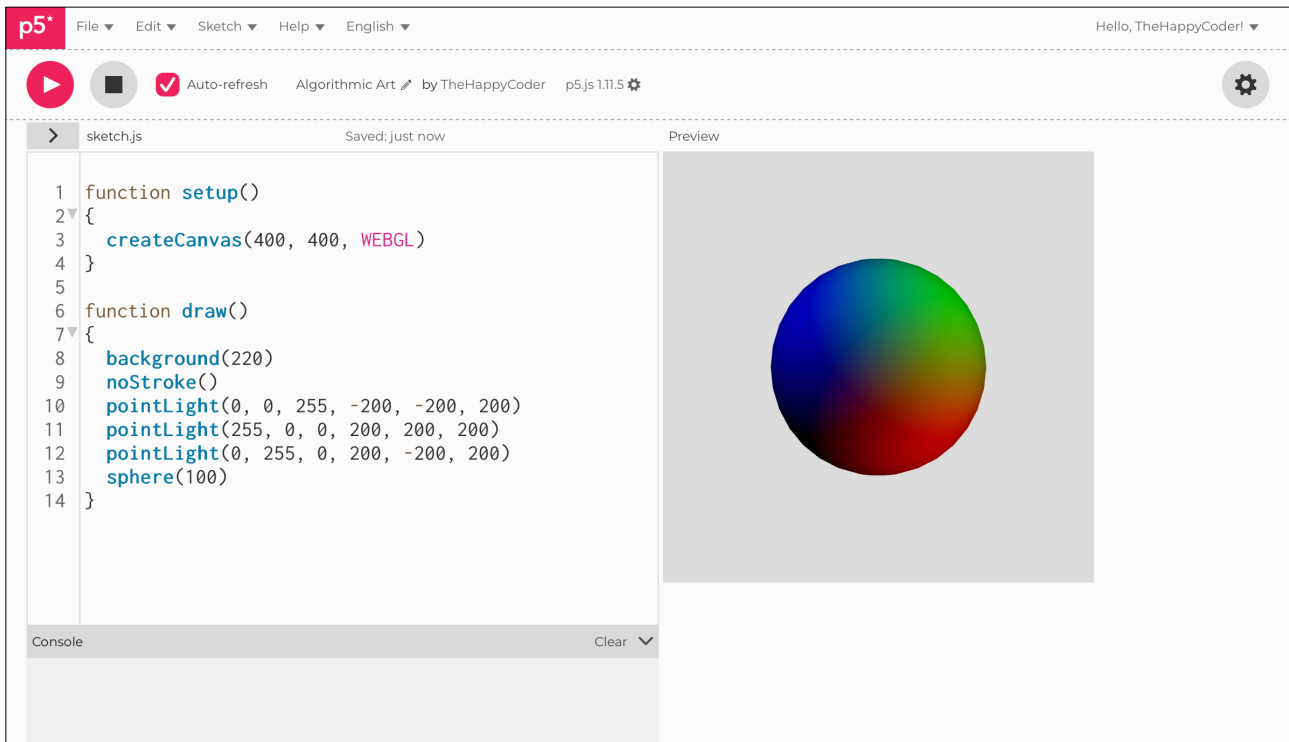 p5* File Edit Sketch Help English Hello, TheHappyCoder!
Auto-refresh Algorithmic Art by TheHappyCoder p5.js 1.11.5
sketch.js Saved: just now Preview
1 function setup()
2 {
3 createCanvas(400, 400, WEBGL)
4 }
5
6 function draw()
7 {
8 background(220)
9 noStroke()
10 pointLight(0, 0, 255, -200, -200, 200)
11 pointLight(255, 0, 0, 200, 200, 200)
12 pointLight(0, 255, 0, 200, -200, 200)
13 sphere(100)
14 }
Console Clear